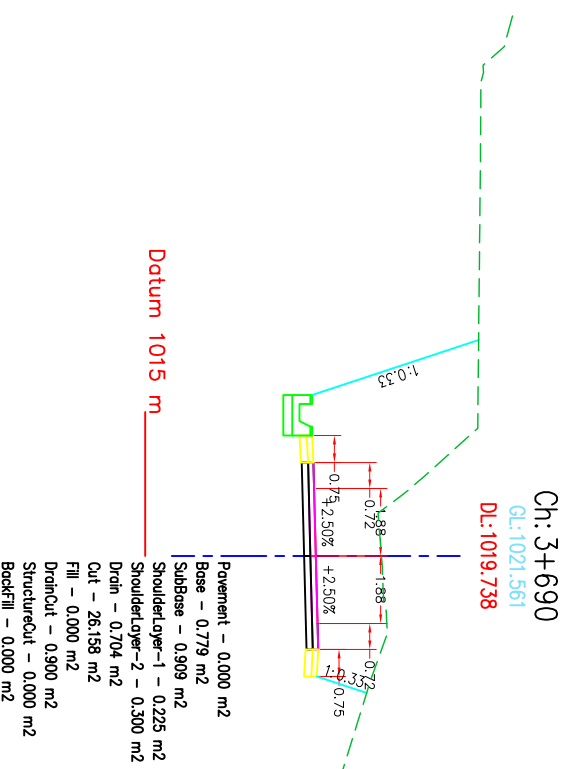 Ch: 3+690
GL:1021.561
DL:1019.738
1:0.33
0.75
0.72
1.88
1.88
0.72
0.75
+2.50%
+2.50%
1:0.33
Datum 1015 m
Pavement - 0.000 m2
Base - 0.779 m2
SubBase - 0.909 m2
ShoulderLayer-1 - 0.225 m2
ShoulderLayer-2 - 0.300 m2
Drain - 0.704 m2
Cut - 26.158 m2
Fill - 0.000 m2
DrainCut - 0.900 m2
StructureCut - 0.000 m2
BackFill - 0.000 m2